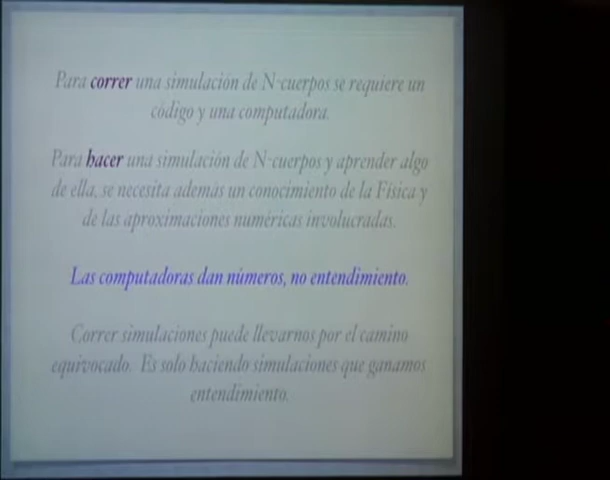 Para correr una simulación de N-cuerpos se requiere un
código y una computadora.
Para hacer una simulación de N-cuerpos y aprender algo
de ella, se necesita además un conocimiento de la Física y
de las aproximaciones numéricas involucradas.
Las computadoras dan números, no entendimiento.
Correr simulaciones puede llevarnos por el camino
equivocado. Es solo haciendo simulaciones que ganamos
entendimiento.